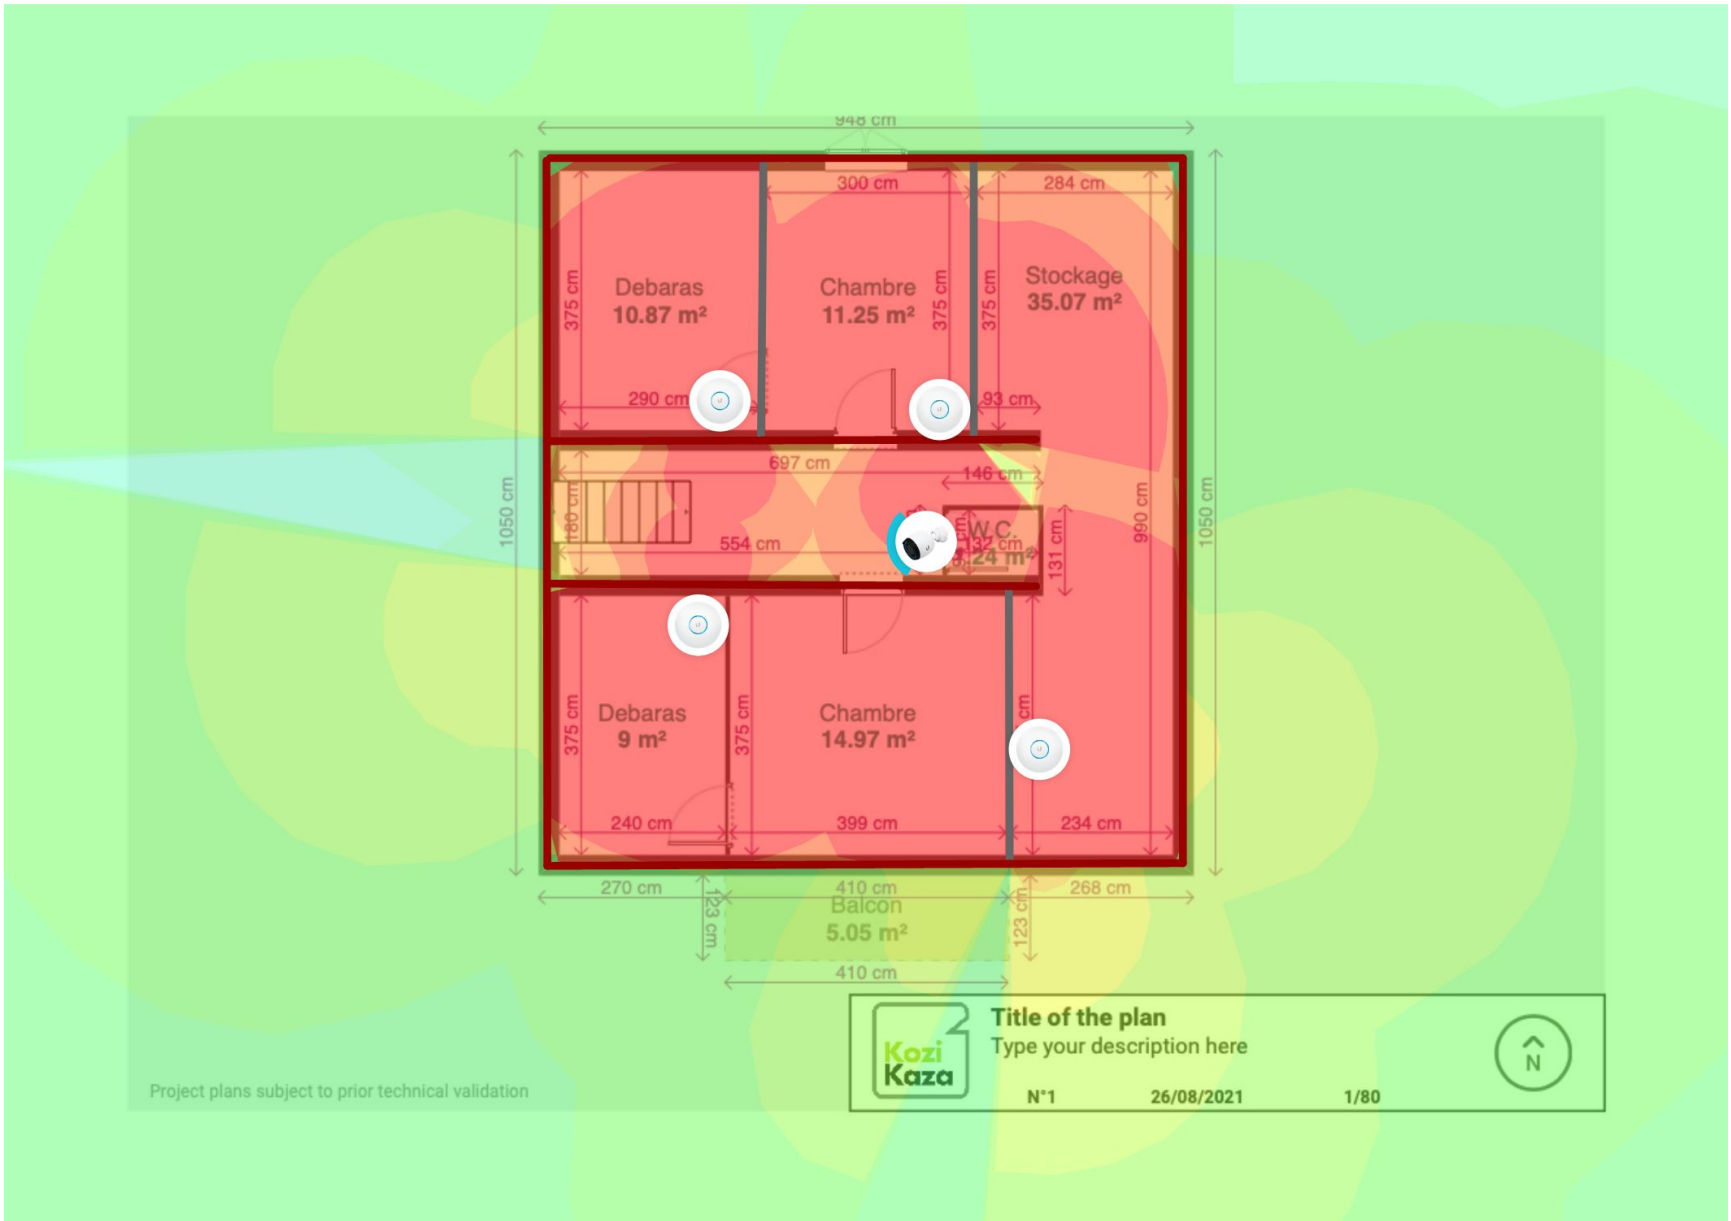 948 cm
300 cm
284 cm
375 cm
375 cm
375 cm
Debaras
10.87 m²
Chambre
11.25 m²
Stockage
35.07 m²
290 cm
93 cm
697 cm
146 cm
1050 cm
180 cm
990 cm
1050 cm
W.C.
132 cm
131 cm
554 cm
Debaras
9 m²
375 cm
375 cm
Chambre
14.97 m²
cm
240 cm
399 cm
234 cm
270 cm
410 cm
268 cm
123 cm
Balcon
5.05 m²
123 cm
410 cm
Kozi
Kaza
Title of the plan
Type your description here
N
N°1 26/08/2021 1/80
Project plans subject to prior technical validation